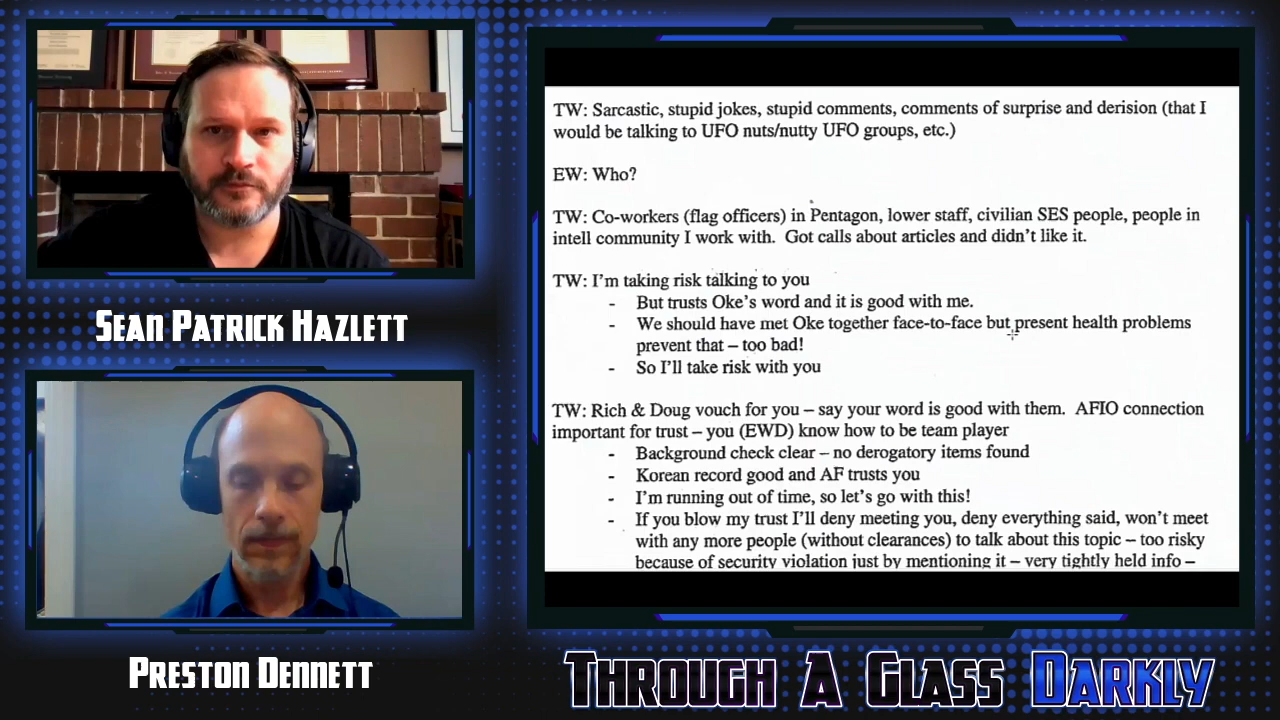 SEAN PATRICK HAZLETT
PRESTON DENNETT
TW: Sarcastic, stupid jokes, stupid comments, comments of surprise and derision (that I
would be talking to UFO nuts/nutty UFO groups, etc.)
EW: Who?
TW: Co-workers (flag officers) in Pentagon, lower staff, civilian SES people, people in
intell community I work with.  Got calls about articles and didn't like it.
TW: I'm taking risk talking to you
- But trusts Oke's word and it is good with me.
- We should have met Oke together face-to-face but present health problems
prevent that – too bad!
- So I'll take risk with you
TW: Rich & Doug vouch for you – say your word is good with them.  AFIO connection
important for trust – you (EWD) know how to be team player
- Background check clear – no derogatory items found
- Korean record good and AF trusts you
- I'm running out of time, so let's go with this!
- If you blow my trust I'll deny meeting you, deny everything said, won't meet
with any more people (without clearances) to talk about this topic – too risky
because of security violation just by mentioning it – very tightly held info –
THROUGH A GLASS DARKLY